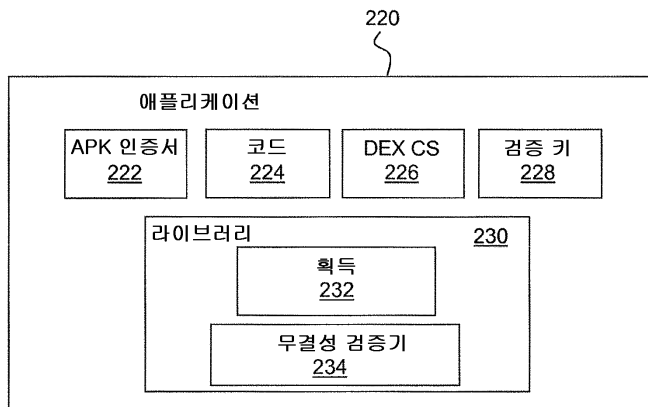 220
애플리케이션
APK 인증서
222
코드
224
DEX CS
226
검증 키
228
라이브러리
230
획득
232
무결성 검증기
234